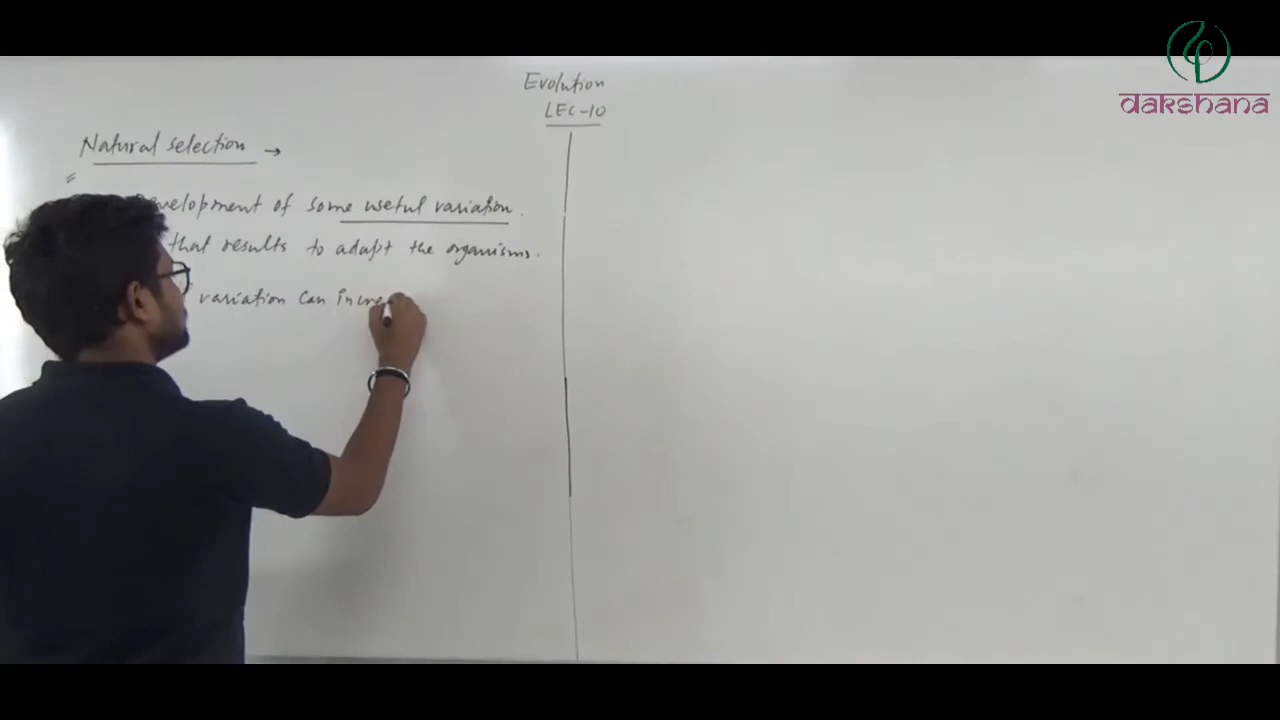 dakshana
Evolution
LEC-10
Natural selection →
velopment of some useful variation.
that results to adapt the organisms.
variation can incre